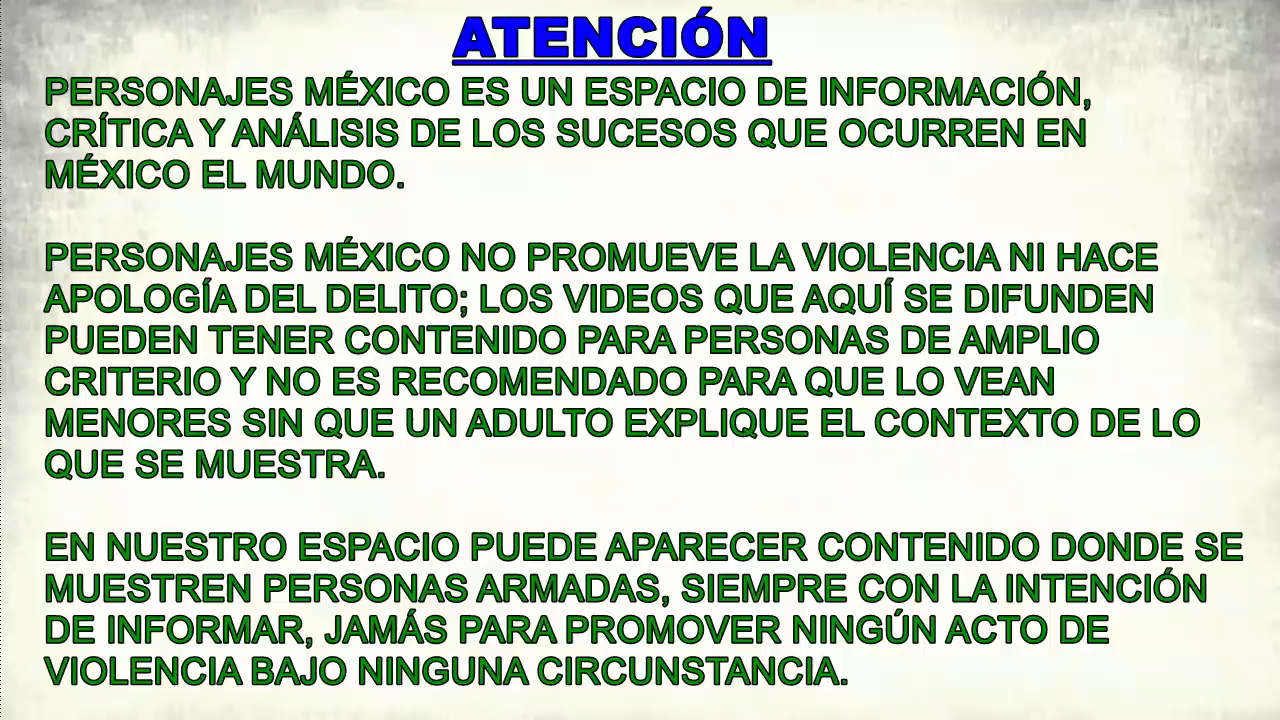 ATENCIÓN
PERSONAJES MÉXICO ES UN ESPACIO DE INFORMACIÓN,
CRÍTICA Y ANÁLISIS DE LOS SUCESOS QUE OCURREN EN
MÉXICO EL MUNDO.
PERSONAJES MÉXICO NO PROMUEVE LA VIOLENCIA NI HACE
APOLOGÍA DEL DELITO; LOS VIDEOS QUE AQUÍ SE DIFUNDEN
PUEDEN TENER CONTENIDO PARA PERSONAS DE AMPLIO
CRITERIO Y NO ES RECOMENDADO PARA QUE LO VEAN
MENORES SIN QUE UN ADULTO EXPLIQUE EL CONTEXTO DE LO
QUE SE MUESTRA.
EN NUESTRO ESPACIO PUEDE APARECER CONTENIDO DONDE SE
MUESTREN PERSONAS ARMADAS, SIEMPRE CON LA INTENCIÓN
DE INFORMAR, JAMÁS PARA PROMOVER NINGÚN ACTO DE
VIOLENCIA BAJO NINGUNA CIRCUNSTANCIA.